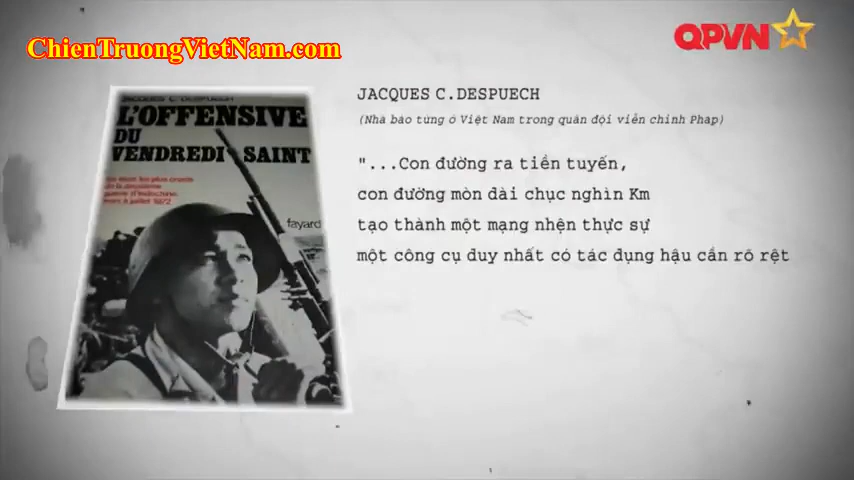 ChienTruongVietNam.com
QPVN
JACQUES C.DESPUECH
L'OFFENSIVE
DU
VENDREDI SAINT
fayard
JACQUES C.DESPUECH
(Nhà báo từng ở Việt Nam trong quân đội viễn chinh Pháp)
"...Con đường ra tiền tuyến,
con đường mòn dài chục nghìn Km
tạo thành một mạng nhện thực sự
một công cụ duy nhất có tác dụng hậu cần rõ rệt